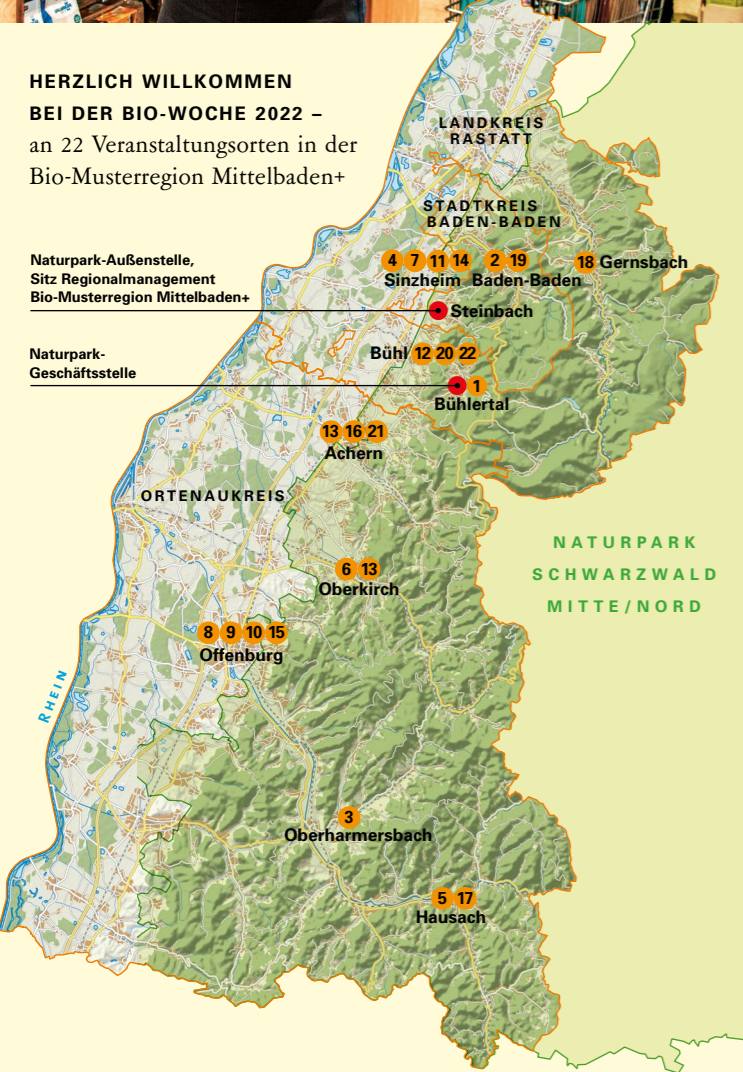 HERZLICH WILLKOMMEN
BEI DER BIO-WOCHE 2022 –
an 22 Veranstaltungsorten in der
Bio-Musterregion Mittelbaden+
LANDKREIS
RASTATT
STADTKREIS
BADEN-BADEN
4 7 11 14 2 19 18 Gernsbach
Sinzheim Baden-Baden
Naturpark-Außenstelle,
Sitz Regionalmanagement
Bio-Musterregion Mittelbaden+
Steinbach
Bühl 12 20 22
Naturpark-
Geschäftsstelle
1
Bühlertal
13 16 21
Achern
ORTENAUKREIS
NATURPARK
SCHWARZWALD
MITTE/NORD
6 13
Oberkirch
8 9 10 15
Offenburg
RHEIN
3
Oberharmersbach
5 17
Hausach